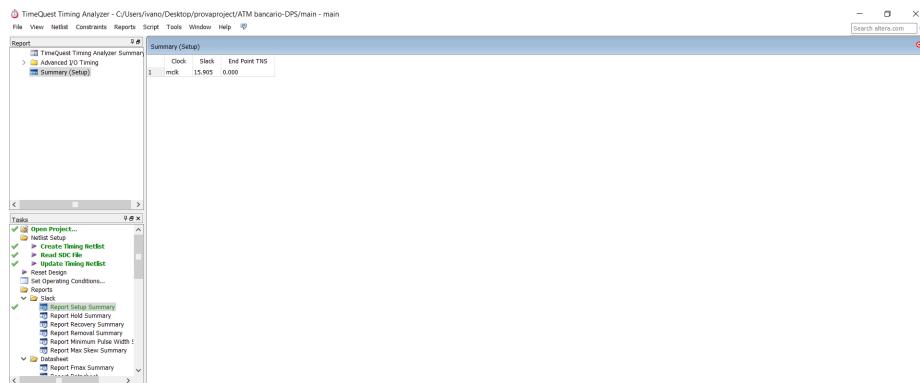 TimeQuest Timing Analyzer - C:/Users/ivano/Desktop/provaproject/ATM bancario-DPS/main - main
File View Netlist Constraints Reports Script Tools Window Help
Search altera.com
Report
TimeQuest Timing Analyzer Summary
Advanced I/O Timing
Summary (Setup)
Summary (Setup)
Clock Slack End Point TNS
1 mclk 15.905 0.000
Tasks
Open Project...
Netlist Setup
Create Timing Netlist
Read SDC File
Update Timing Netlist
Reset Design
Set Operating Conditions...
Reports
Slack
Report Setup Summary
Report Hold Summary
Report Recovery Summary
Report Removal Summary
Report Minimum Pulse Width S
Report Max Skew Summary
Datasheet
Report Fmax Summary